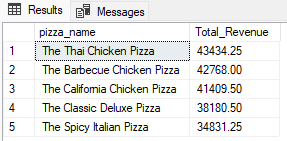 Results Messages
pizza_name Total_Revenue
1 The Thai Chicken Pizza 43434.25
2 The Barbecue Chicken Pizza 42768.00
3 The California Chicken Pizza 41409.50
4 The Classic Deluxe Pizza 38180.50
5 The Spicy Italian Pizza 34831.25